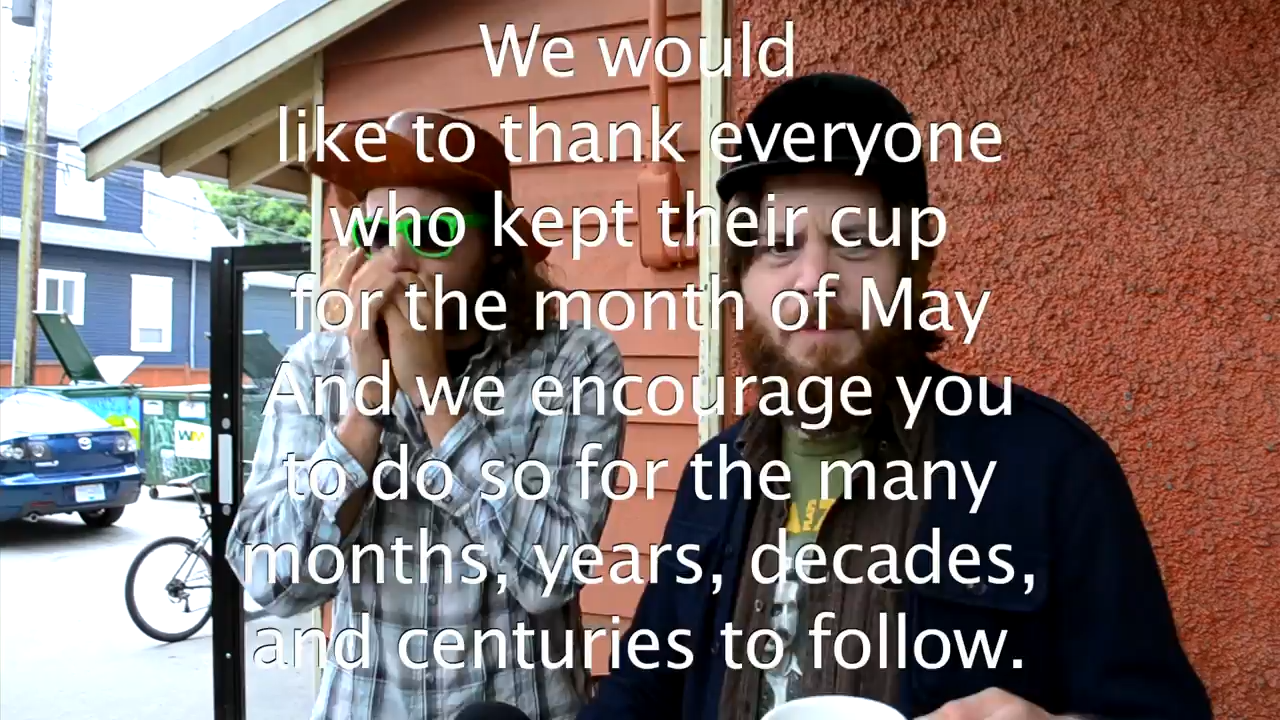 We would
like to thank everyone
who kept their cup
for the month of May
And we encourage you
to do so for the many
months, years, decades,
and centuries to follow.
WM